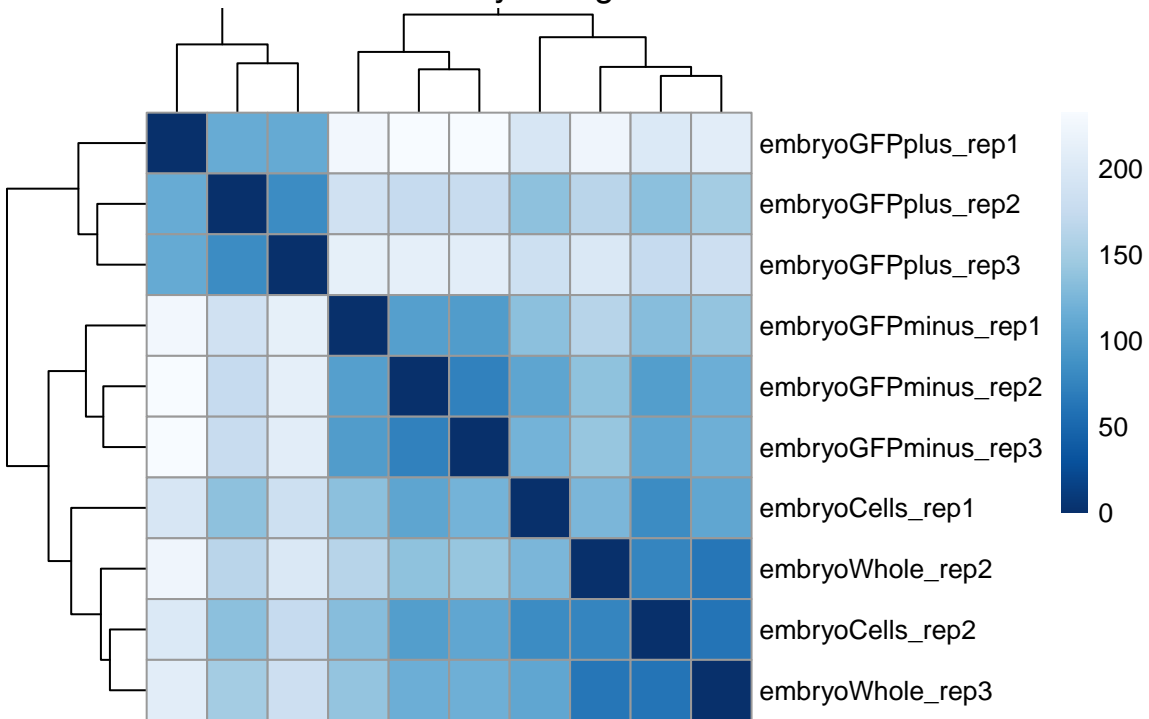 embryoGFPplus_rep1
embryoGFPplus_rep2
embryoGFPplus_rep3
embryoGFPminus_rep1
embryoGFPminus_rep2
embryoGFPminus_rep3
embryoCells_rep1
embryoWhole_rep2
embryoCells_rep2
embryoWhole_rep3
200
150
100
50
0